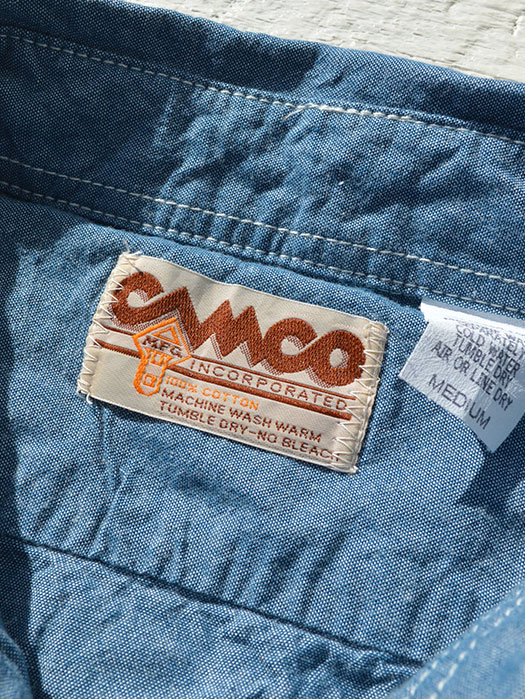 CAMCO
MFG. INCORPORATED
100% COTTON
MACHINE WASH WARM
TUMBLE DRY-NO BLEACH
COLD WATER
TUMBLE DRY
AIR OR LINE DRY
MEDIUM